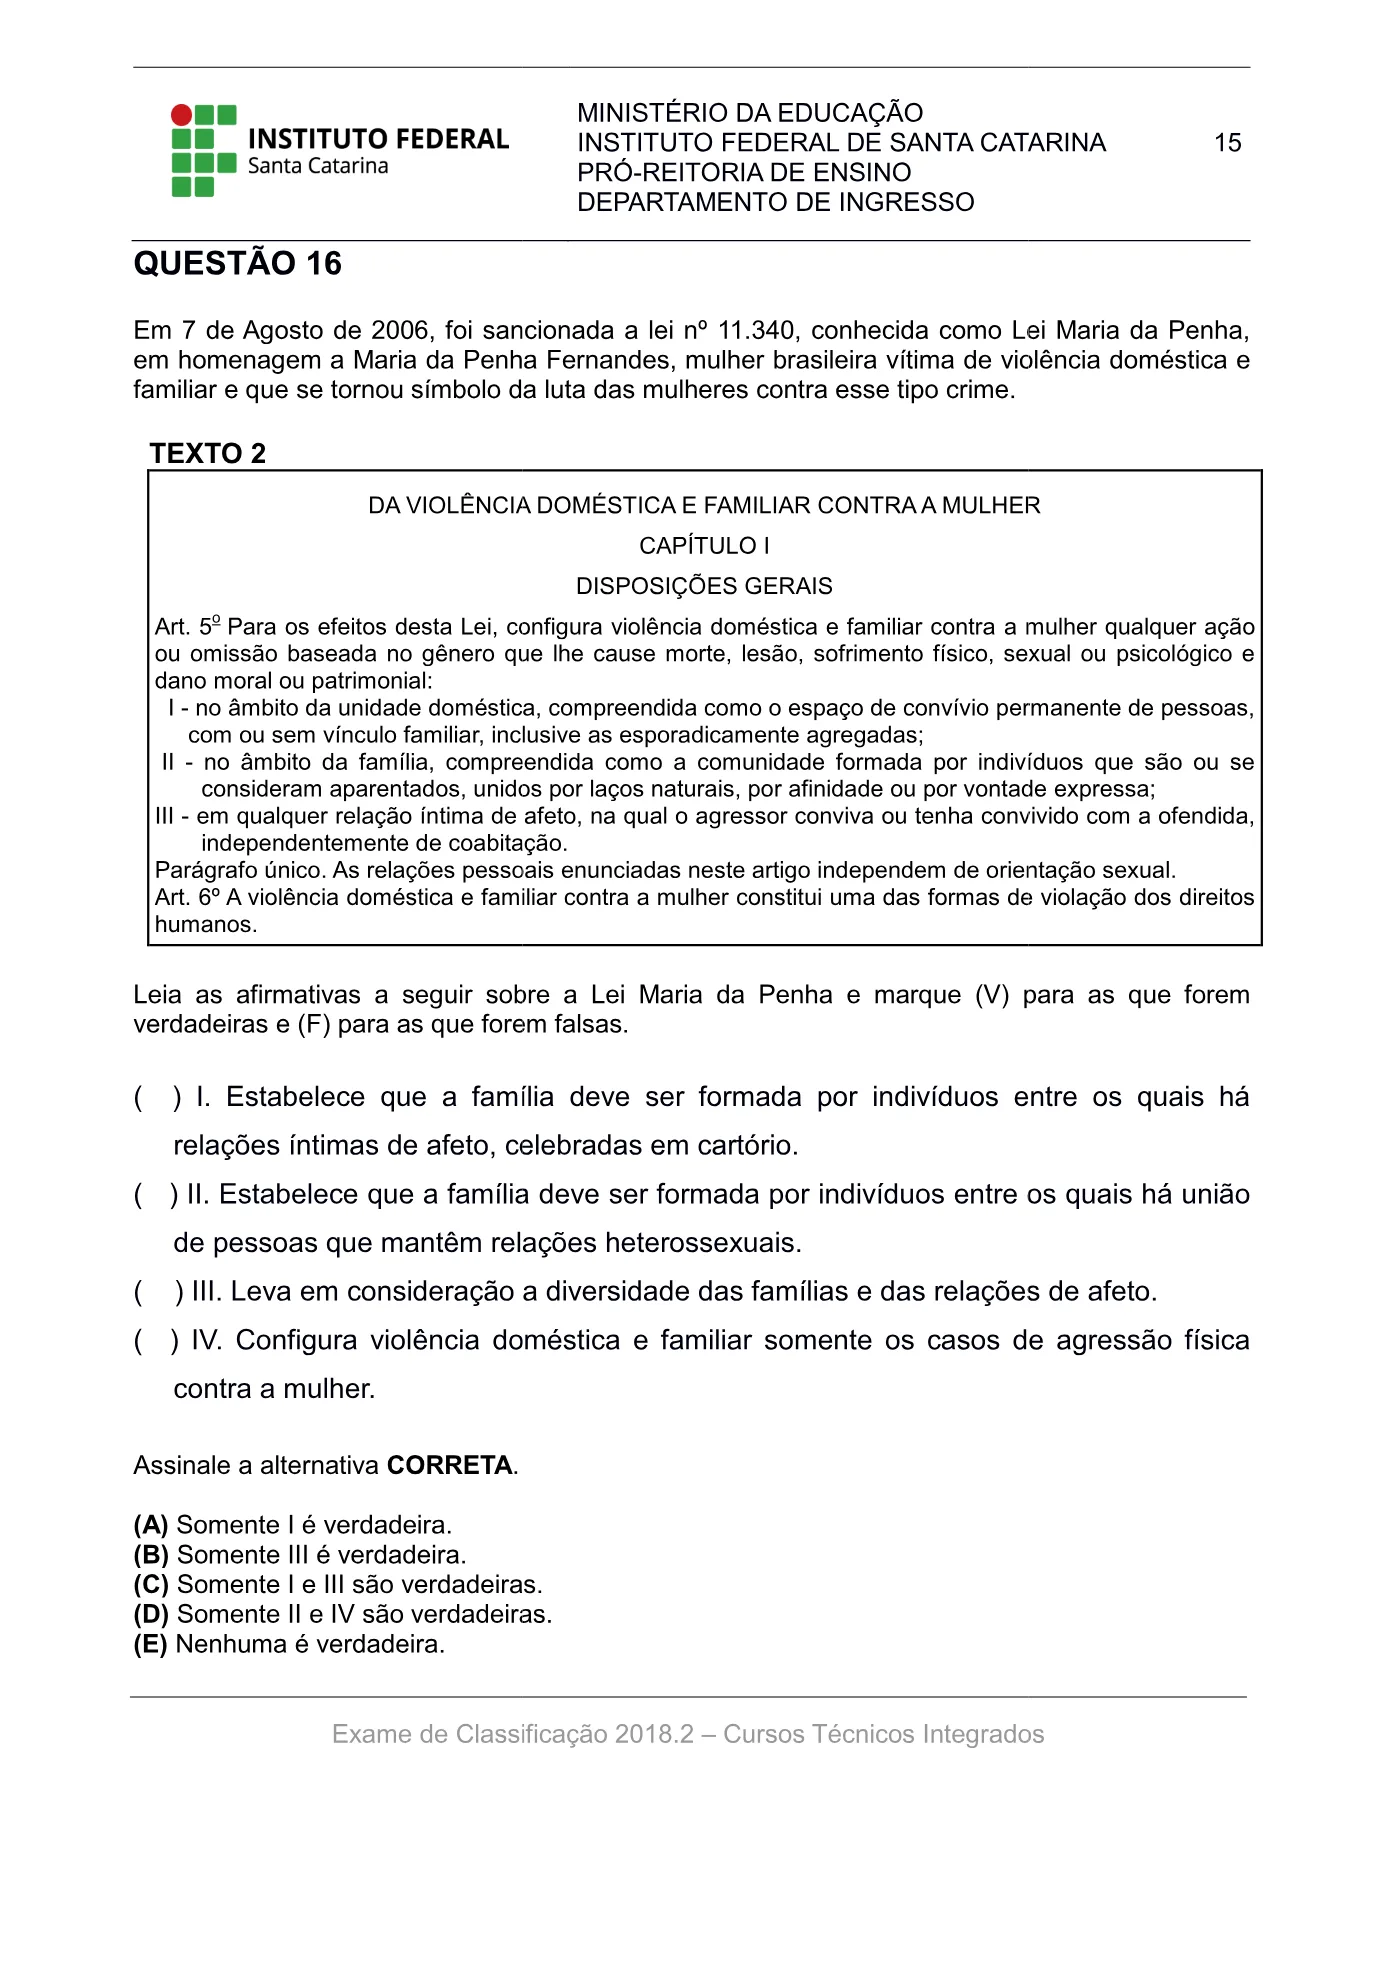 INSTITUTO FEDERAL
Santa Catarina
MINISTÉRIO DA EDUCAÇÃO
INSTITUTO FEDERAL DE SANTA CATARINA
PRÓ-REITORIA DE ENSINO
DEPARTAMENTO DE INGRESSO
15
QUESTÃO 16
Em 7 de Agosto de 2006, foi sancionada a lei nº 11.340, conhecida como Lei Maria da Penha,
em homenagem a Maria da Penha Fernandes, mulher brasileira vítima de violência doméstica e
familiar e que se tornou símbolo da luta das mulheres contra esse tipo crime.
TEXTO 2
DA VIOLÊNCIA DOMÉSTICA E FAMILIAR CONTRA A MULHER
CAPÍTULO I
DISPOSIÇÕES GERAIS
Art. 5º Para os efeitos desta Lei, configura violência doméstica e familiar contra a mulher qualquer ação
ou omissão baseada no gênero que lhe cause morte, lesão, sofrimento físico, sexual ou psicológico e
dano moral ou patrimonial:
I - no âmbito da unidade doméstica, compreendida como o espaço de convívio permanente de pessoas,
com ou sem vínculo familiar, inclusive as esporadicamente agregadas;
II - no âmbito da família, compreendida como a comunidade formada por indivíduos que são ou se
consideram aparentados, unidos por laços naturais, por afinidade ou por vontade expressa;
III - em qualquer relação íntima de afeto, na qual o agressor conviva ou tenha convivido com a ofendida,
independentemente de coabitação.
Parágrafo único. As relações pessoais enunciadas neste artigo independem de orientação sexual.
Art. 6º A violência doméstica e familiar contra a mulher constitui uma das formas de violação dos direitos
humanos.
Leia as afirmativas a seguir sobre a Lei Maria da Penha e marque (V) para as que forem
verdadeiras e (F) para as que forem falsas.
( ) I. Estabelece que a família deve ser formada por indivíduos entre os quais há
relações íntimas de afeto, celebradas em cartório.
( ) II. Estabelece que a família deve ser formada por indivíduos entre os quais há união
de pessoas que mantêm relações heterossexuais.
( ) III. Leva em consideração a diversidade das famílias e das relações de afeto.
( ) IV. Configura violência doméstica e familiar somente os casos de agressão física
contra a mulher.
Assinale a alternativa CORRETA.
(A) Somente I é verdadeira.
(B) Somente III é verdadeira.
(C) Somente I e III são verdadeiras.
(D) Somente II e IV são verdadeiras.
(E) Nenhuma é verdadeira.
Exame de Classificação 2018.2 – Cursos Técnicos Integrados